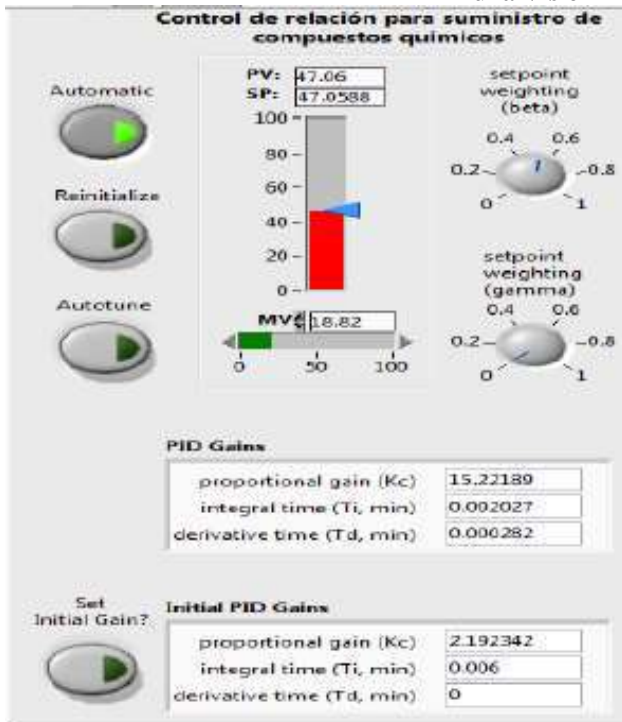 Control de relación para suministro de
compuestos químicos
Automatic
Reinitialize
Autotune
PV: 47.06
SP: 47.0588
100
80
60
40
20
0
MV 18.82
0 50 100
setpoint
weighting
(beta)
0.4 0.6
0.2 0.8
0 1
setpoint
weighting
(gamma)
0.4 0.6
0.2 0.8
0 1
PID Gains
proportional gain (Kc) 15.22189
integral time (Ti, min) 0.002027
derivative time (Td, min) 0.000282
Set
Initial Gain?
Initial PID Gains
proportional gain (Kc) 2.192342
integral time (Ti, min) 0.006
derivative time (Td, min) 0